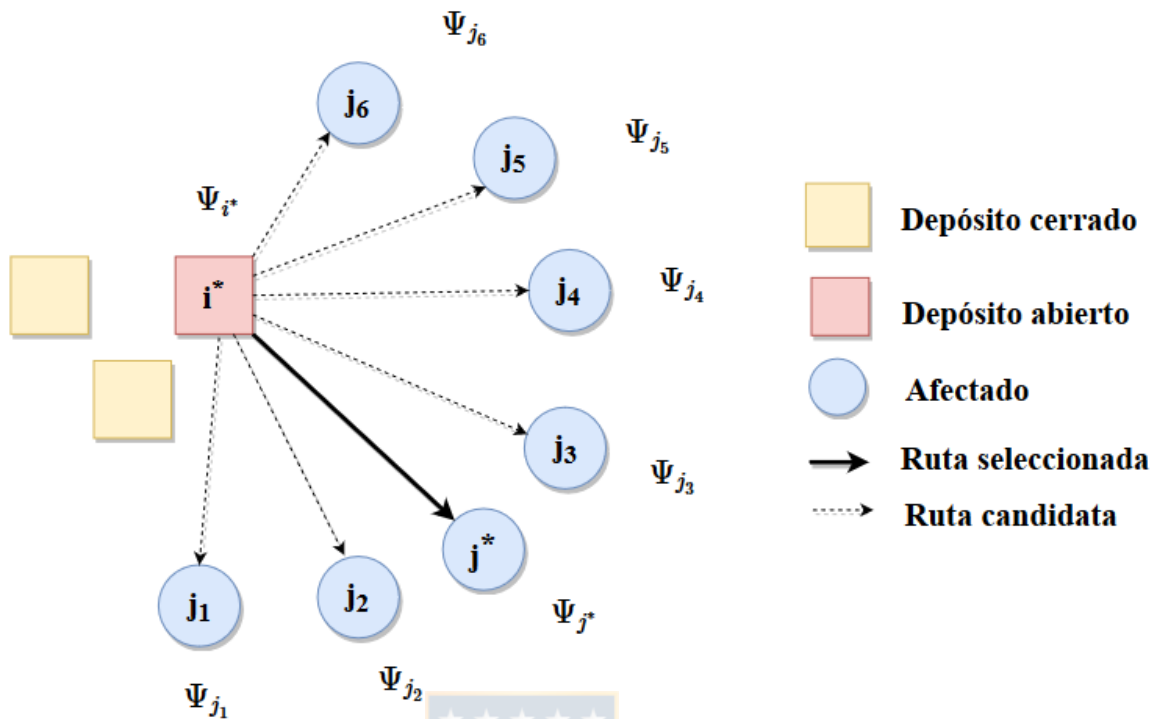 Ψ_{j_6}
j_6
j_5
Ψ_{j_5}
Ψ_{i^*}
i^*
j_4
Ψ_{j_4}
j_3
Ψ_{j_3}
j^*
Ψ_{j^*}
j_2
Ψ_{j_2}
j_1
Ψ_{j_1}
Depósito cerrado
Depósito abierto
Afectado
Ruta seleccionada
Ruta candidata